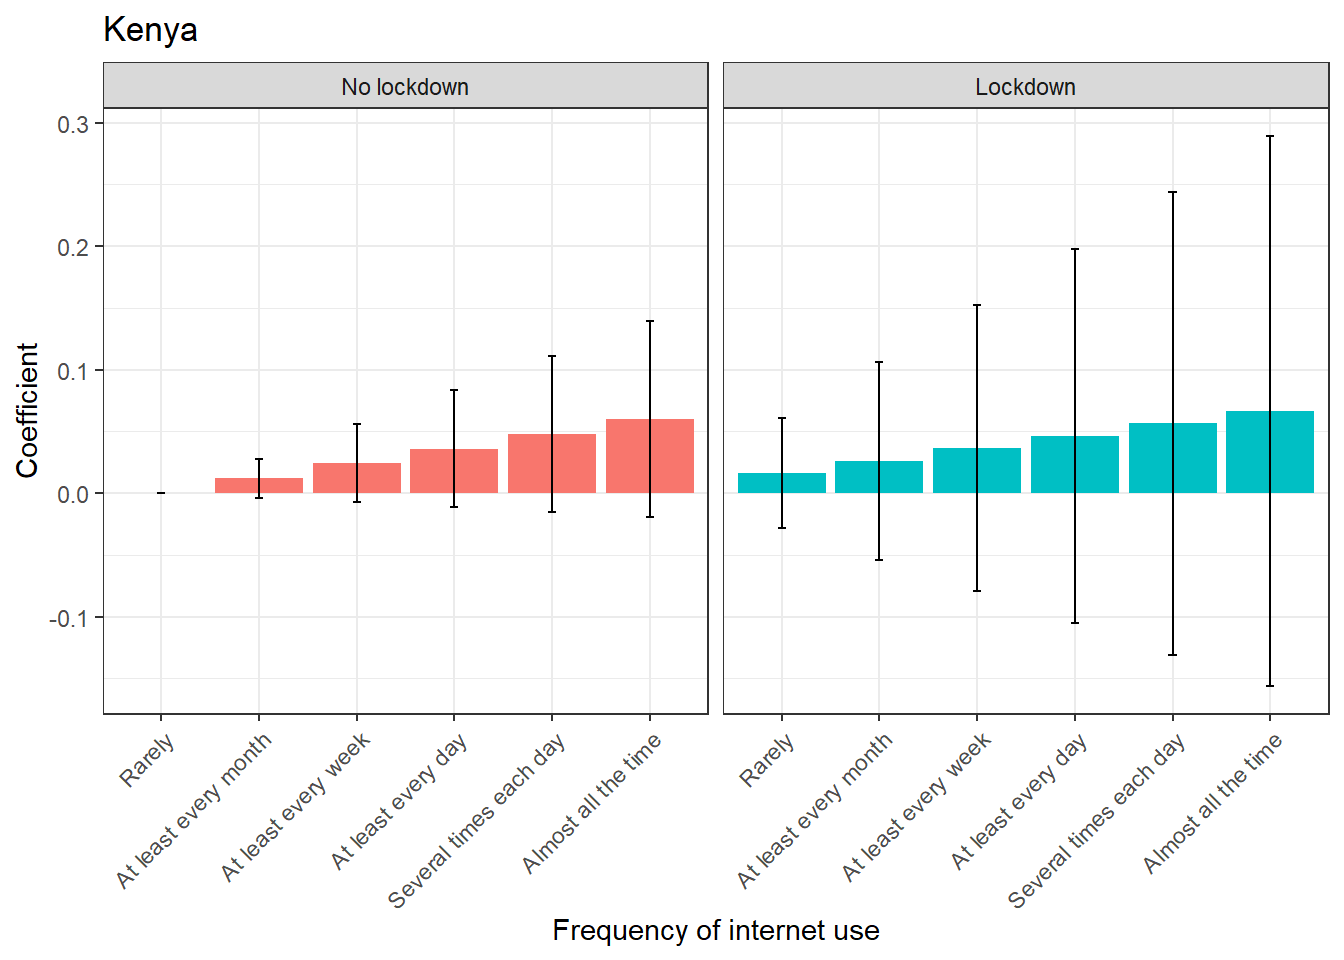 Kenya
No lockdown
Lockdown
0.3
0.2
0.1
0.0
-0.1
Coefficient
Rarely
At least every month
At least every week
At least every day
Several times each day
Almost all the time
Rarely
At least every month
At least every week
At least every day
Several times each day
Almost all the time
Frequency of internet use